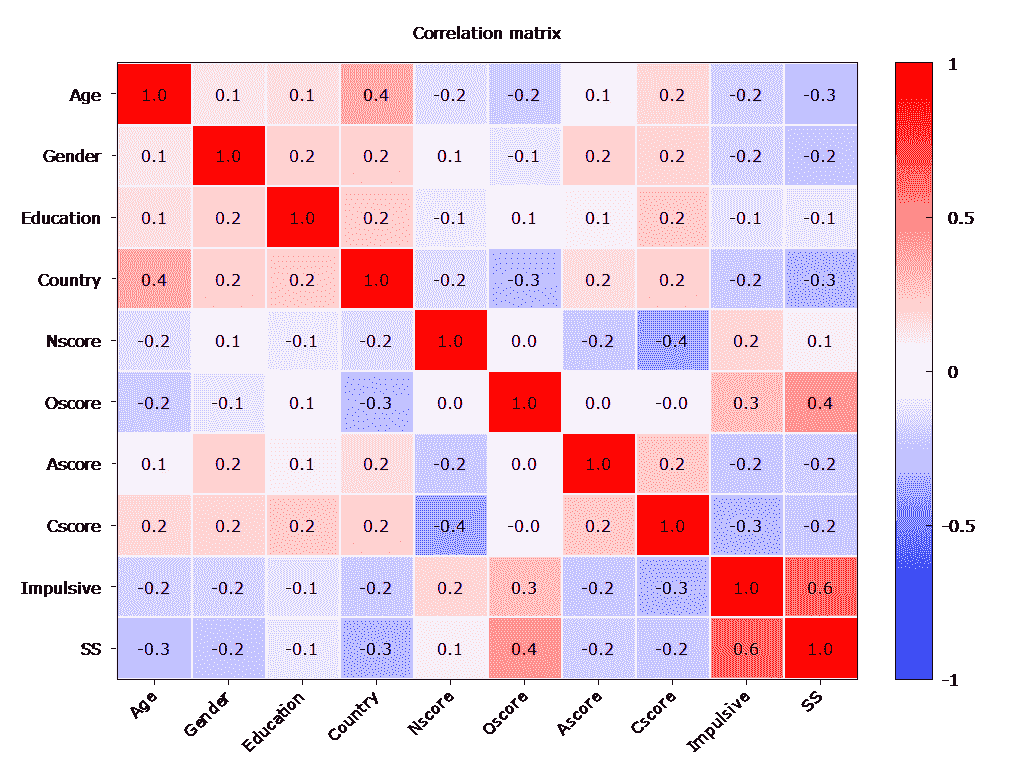 Correlation matrix
Age 1.0 0.1 0.1 0.4 -0.2 -0.2 0.1 0.2 -0.2 -0.3
Gender 0.1 1.0 0.2 0.2 0.1 -0.1 0.2 0.2 -0.2 -0.2
Education 0.1 0.2 1.0 0.2 -0.1 0.1 0.1 0.2 -0.1 -0.1
Country 0.4 0.2 0.2 1.0 -0.2 -0.3 0.2 0.2 -0.2 -0.3
Nscore -0.2 0.1 -0.1 -0.2 1.0 0.0 -0.2 -0.4 0.2 0.1
Oscore -0.2 -0.1 0.1 -0.3 0.0 1.0 0.0 -0.0 0.3 0.4
Ascore 0.1 0.2 0.1 0.2 -0.2 0.0 1.0 0.2 -0.2 -0.2
Cscore 0.2 0.2 0.2 0.2 -0.4 -0.0 0.2 1.0 -0.3 -0.2
Impulsive -0.2 -0.2 -0.1 -0.2 0.2 0.3 -0.2 -0.3 1.0 0.6
SS -0.3 -0.2 -0.1 -0.3 0.1 0.4 -0.2 -0.2 0.6 1.0
Age Gender Education Country Nscore Oscore Ascore Cscore Impulsive SS
1
0.5
0
-0.5
-1